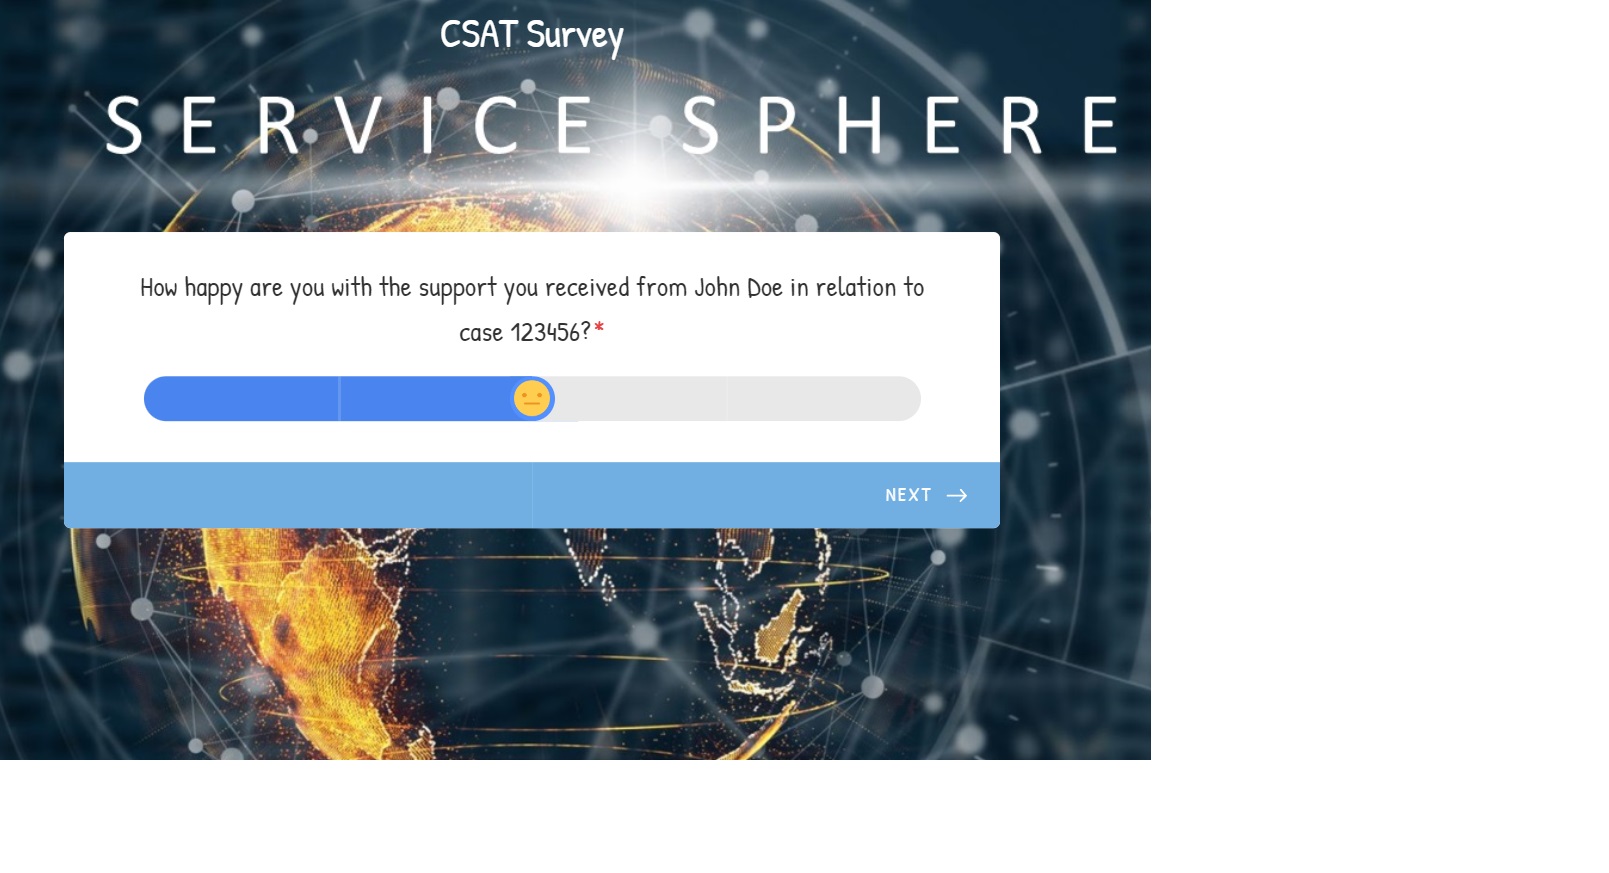 CSAT Survey
SERVICE SPHERE
How happy are you with the support you received from John Doe in relation to
case 123456?*
NEXT →